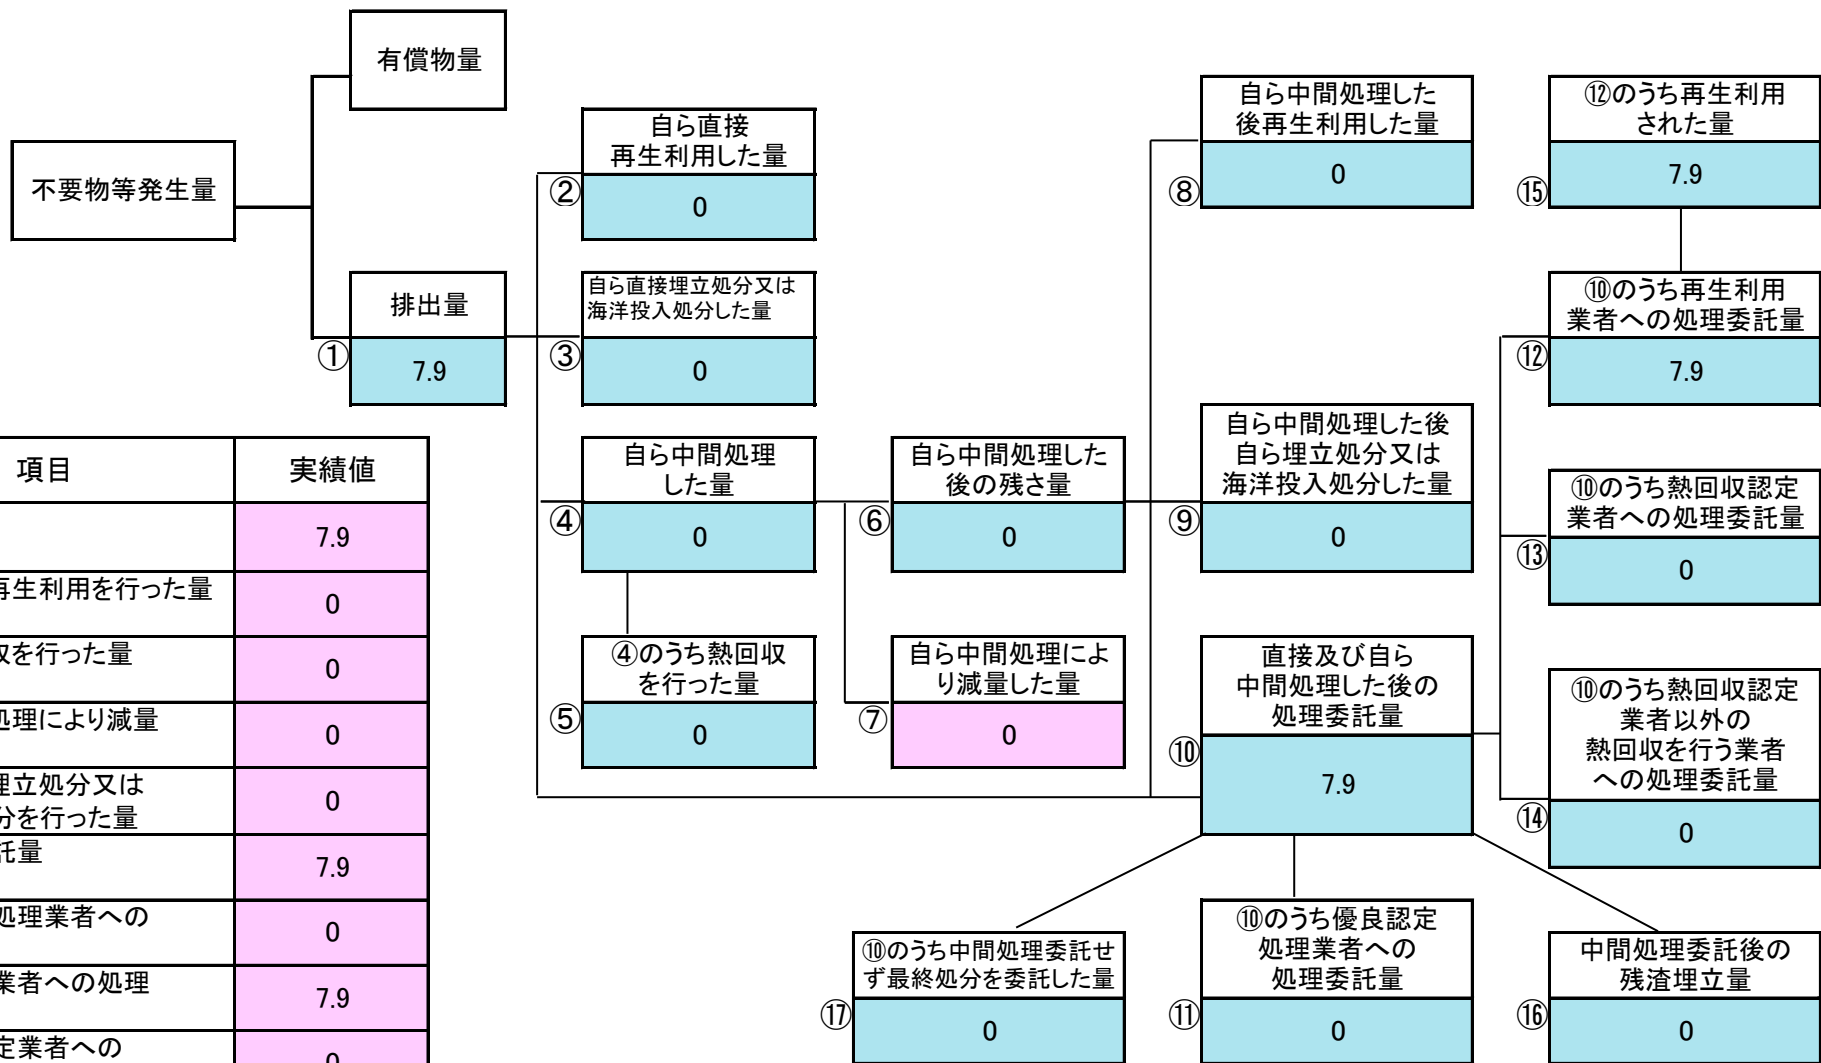 有償物量
不要物等発生量
排出量
①
7.9
自ら直接
再生利用した量
②
0
自ら直接埋立処分又は
海洋投入処分した量
③
0
自ら中間処理
した量
④
0
④のうち熱回収
を行った量
⑤
0
自ら中間処理した
後の残さ量
⑥
0
自ら中間処理によ
り減量した量
⑦
0
自ら中間処理した
後再生利用した量
⑧
0
自ら中間処理した後
自ら埋立処分又は
海洋投入処分した量
⑨
0
直接及び自ら
中間処理した後の
処理委託量
⑩
7.9
⑫のうち再生利用
された量
⑮
7.9
⑩のうち再生利用
業者への処理委託量
⑫
7.9
⑩のうち熱回収認定
業者への処理委託量
⑬
0
⑩のうち熱回収認定
業者以外の
熱回収を行う業者
への処理委託量
⑭
0
⑩のうち中間処理委託せ
ず最終処分を委託した量
⑰
0
⑩のうち優良認定
処理業者への
処理委託量
⑪
0
中間処理委託後の
残渣埋立量
⑯
0
項目 実績値
7.9
再生利用を行った量 0
を行った量 0
処理により減量 0
埋立処分又は
を行った量 0
託量 7.9
処理業者への 0
業者への処理 7.9
定業者への 0